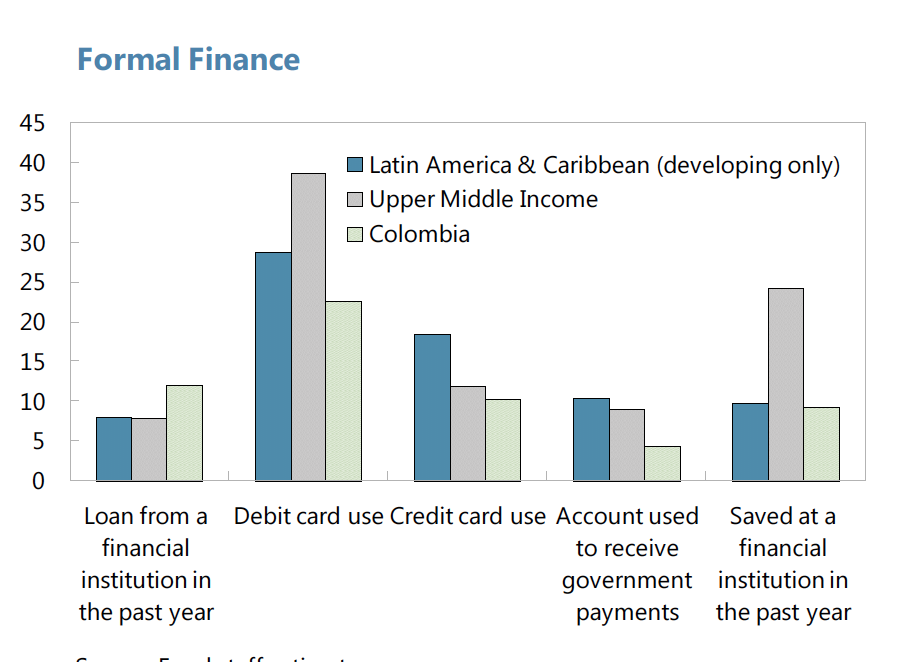 Formal Finance
45
40
35
30
25
20
15
10
5
0
Latin America & Caribbean (developing only)
Upper Middle Income
Colombia
Loan from a
financial
institution in
the past year
Debit card use
Credit card use
Account used
to receive
government
payments
Saved at a
financial
institution in
the past year